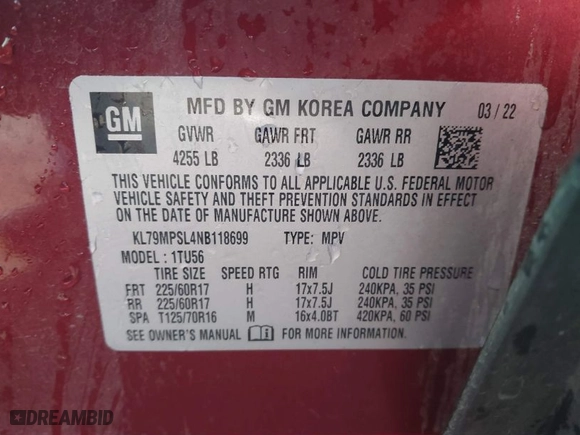 GM
MFD BY GM KOREA COMPANY 03/22
GVWR GAWR FRT GAWR RR
4255 LB 2336 LB 2336 LB
THIS VEHICLE CONFORMS TO ALL APPLICABLE U.S. FEDERAL MOTOR
VEHICLE SAFETY AND THEFT PREVENTION STANDARDS IN EFFECT
ON THE DATE OF MANUFACTURE SHOWN ABOVE.
KL79MPSL4NB118699 TYPE: MPV
MODEL: 1TU56
TIRE SIZE SPEED RTG RIM COLD TIRE PRESSURE
FRT 225/60R17 H 17x7.5J 240KPA, 35 PSI
RR 225/60R17 H 17x7.5J 240KPA, 35 PSI
SPA T125/70R16 M 16x4.0BT 420KPA, 60 PSI
SEE OWNER'S MANUAL FOR MORE INFORMATION.
DREAMBID